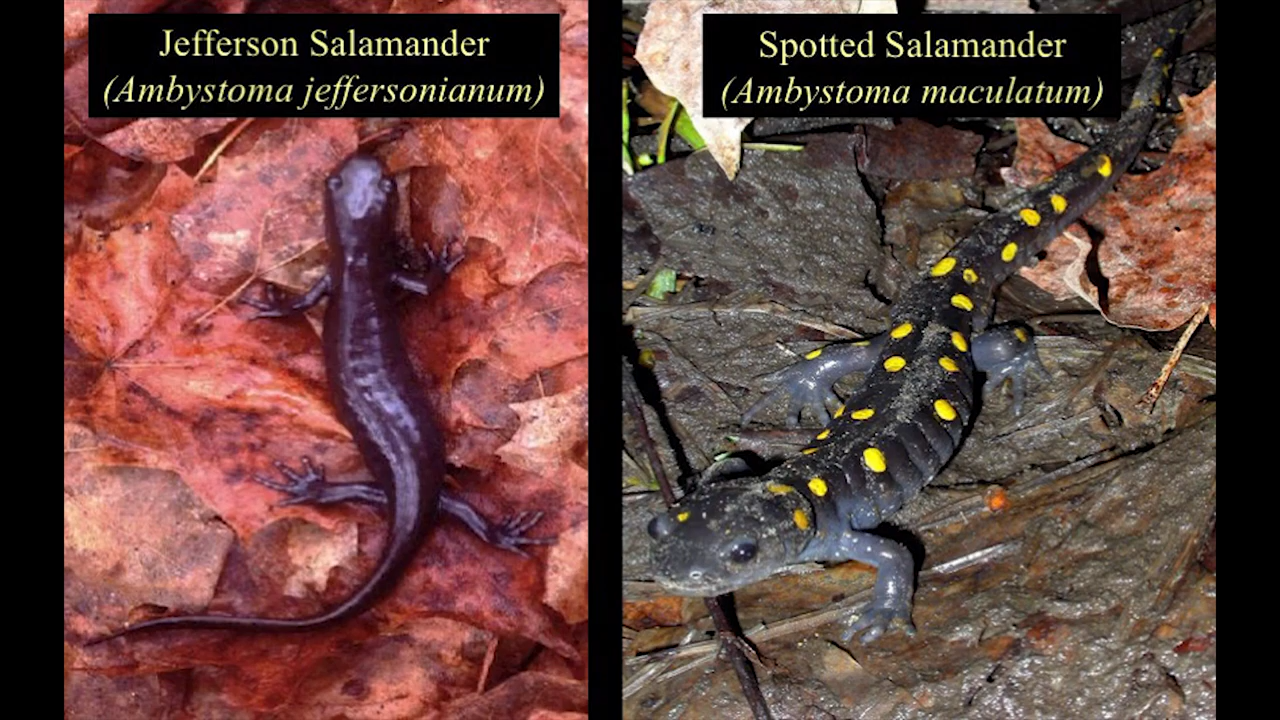 Jefferson Salamander
(Ambystoma jeffersonianum)
Spotted Salamander
(Ambystoma maculatum)